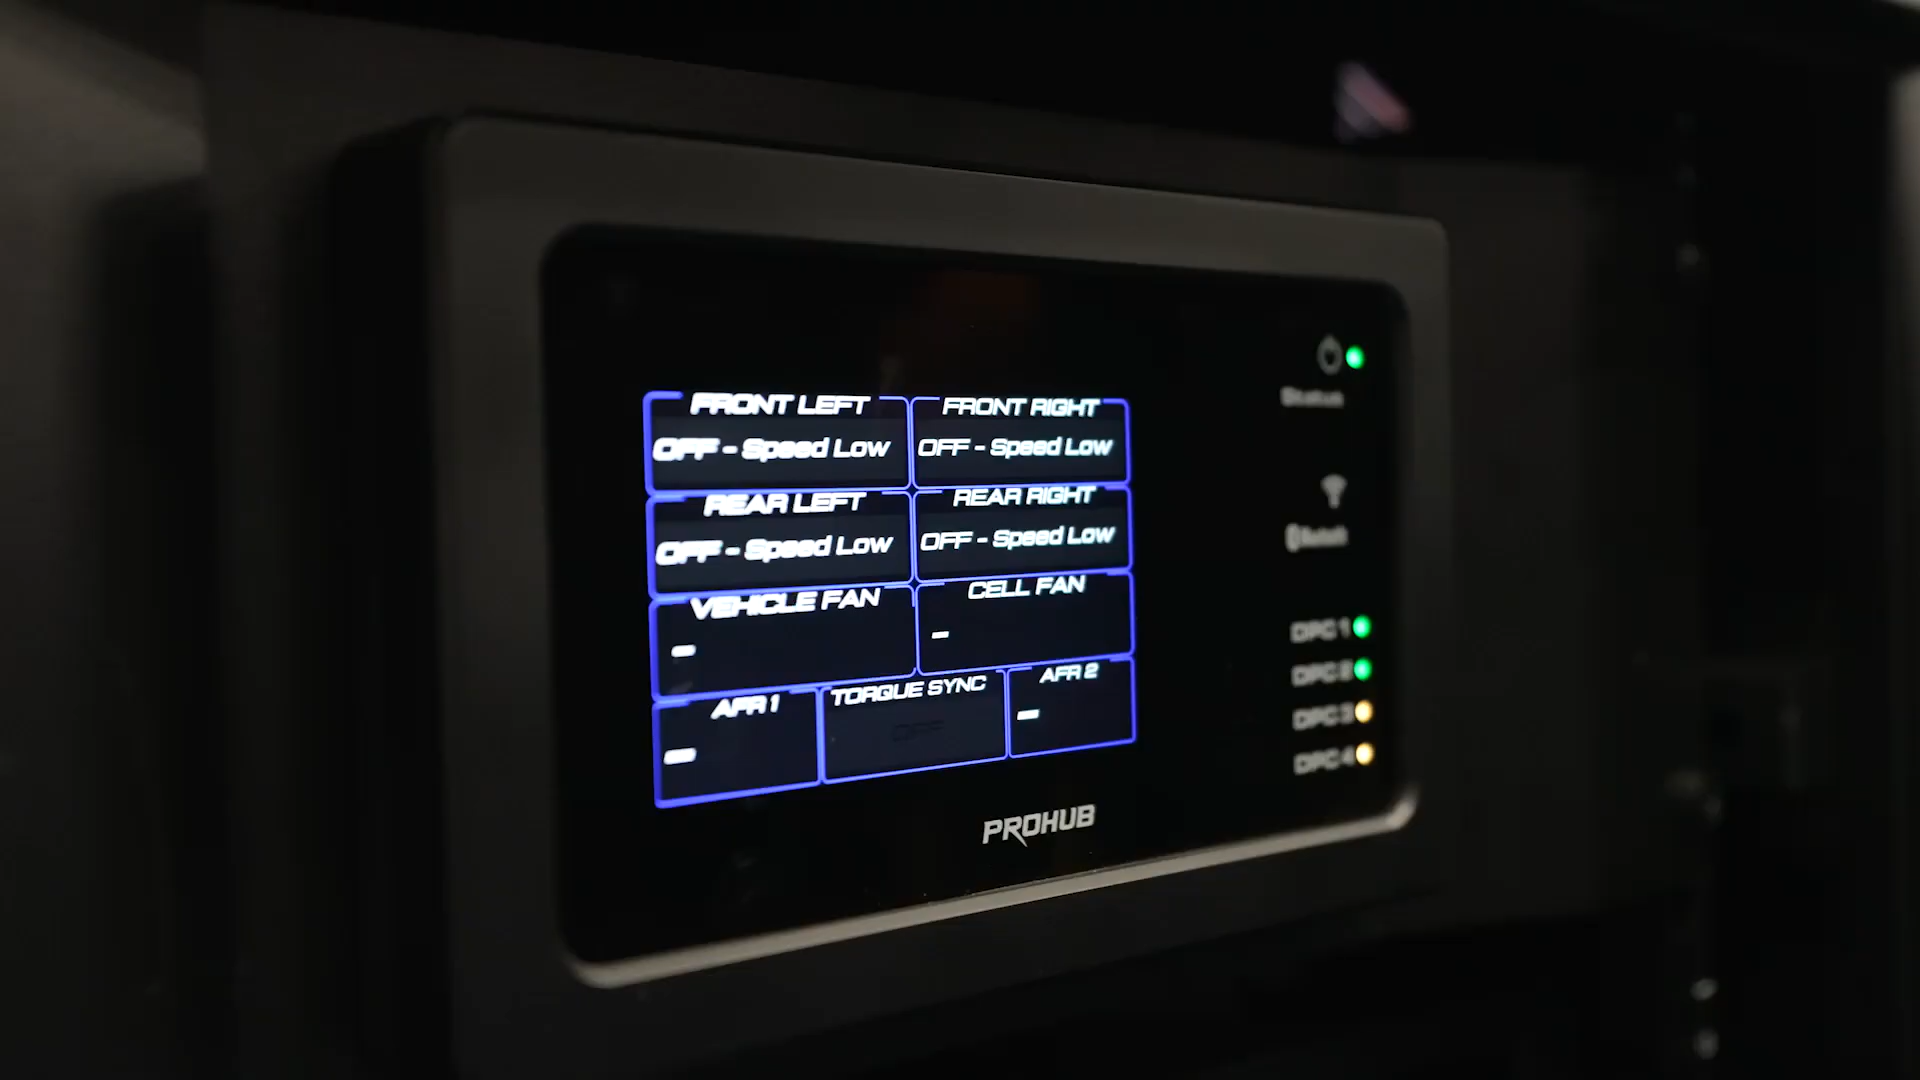 FRONT LEFT
OFF - Speed Low
FRONT RIGHT
OFF - Speed Low
REAR LEFT
OFF - Speed Low
REAR RIGHT
OFF - Speed Low
VEHICLE FAN
-
CELL FAN
-
AFR 1
-
TORQUE SYNC
OFF
AFR 2
-
PROHUB
Status
DPC 1
DPC 2
DPC 3
DPC 4